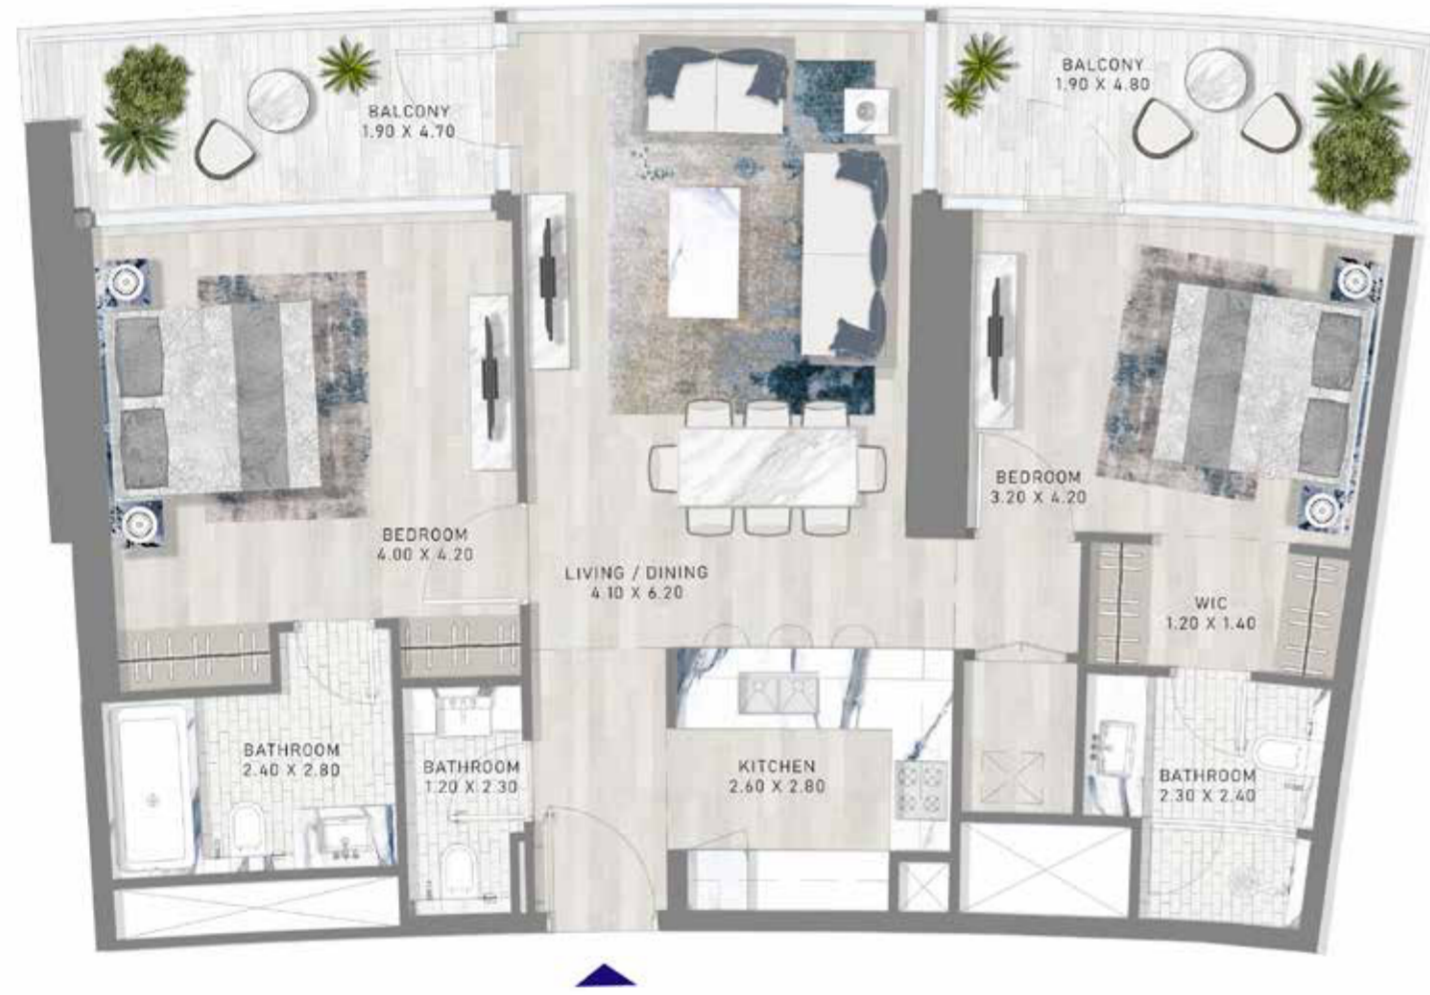 BALCONY
1.90 X 4.70
BALCONY
1.90 X 4.80
BEDROOM
4.00 X 4.20
BEDROOM
3.20 X 4.20
LIVING / DINING
4.10 X 6.20
WIC
1.20 X 1.40
BATHROOM
2.40 X 2.80
BATHROOM
1.20 X 2.30
KITCHEN
2.60 X 2.80
BATHROOM
2.30 X 2.40